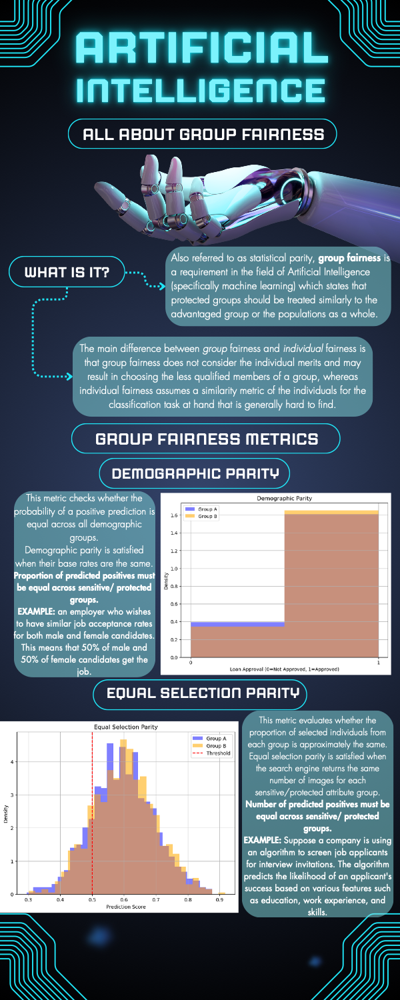 ARTIFICIAL
INTELLIGENCE
ALL ABOUT GROUP FAIRNESS
WHAT IS IT?
Also referred to as statistical parity, group fairness is
a requirement in the field of Artificial Intelligence
(specifically machine learning) which states that
protected groups should be treated similarly to the
advantaged group or the populations as a whole.
The main difference between group fairness and individual fairness is
that group fairness does not consider the individual merits and may
result in choosing the less qualified members of a group, whereas
individual fairness assumes a similarity metric of the individuals for the
classification task at hand that is generally hard to find.
GROUP FAIRNESS METRICS
DEMOGRAPHIC PARITY
This metric checks whether the
probability of a positive prediction is
equal across all demographic
groups.
Demographic parity is satisfied
when their base rates are the same.
Proportion of predicted positives must
be equal across sensitive/ protected
groups.
EXAMPLE: an employer who wishes
to have similar job acceptance rates
for both male and female candidates.
This means that 50% of male and
50% of female candidates get the
job.
Demographic Parity
Group A
Group B
1.6
1.4
1.2
1.0
0.8
0.6
0.4
0.2
0.0
Density
0 1
Loan Approval (0=Not Approved, 1=Approved)
EQUAL SELECTION PARITY
Equal Selection Parity
Group A
Group B
Threshold
4
3
2
1
0
Density
0.3 0.4 0.5 0.6 0.7 0.8 0.9
Prediction Score
This metric evaluates whether the
proportion of selected individuals from
each group is approximately the same.
Equal selection parity is satisfied when
the search engine returns the same
number of images for each
sensitive/protected attribute group.
Number of predicted positives must be
equal across sensitive/ protected
groups.
EXAMPLE: Suppose a company is using
an algorithm to screen job applicants
for interview invitations. The algorithm
predicts the likelihood of an applicant's
success based on various features such
as education, work experience, and
skills.